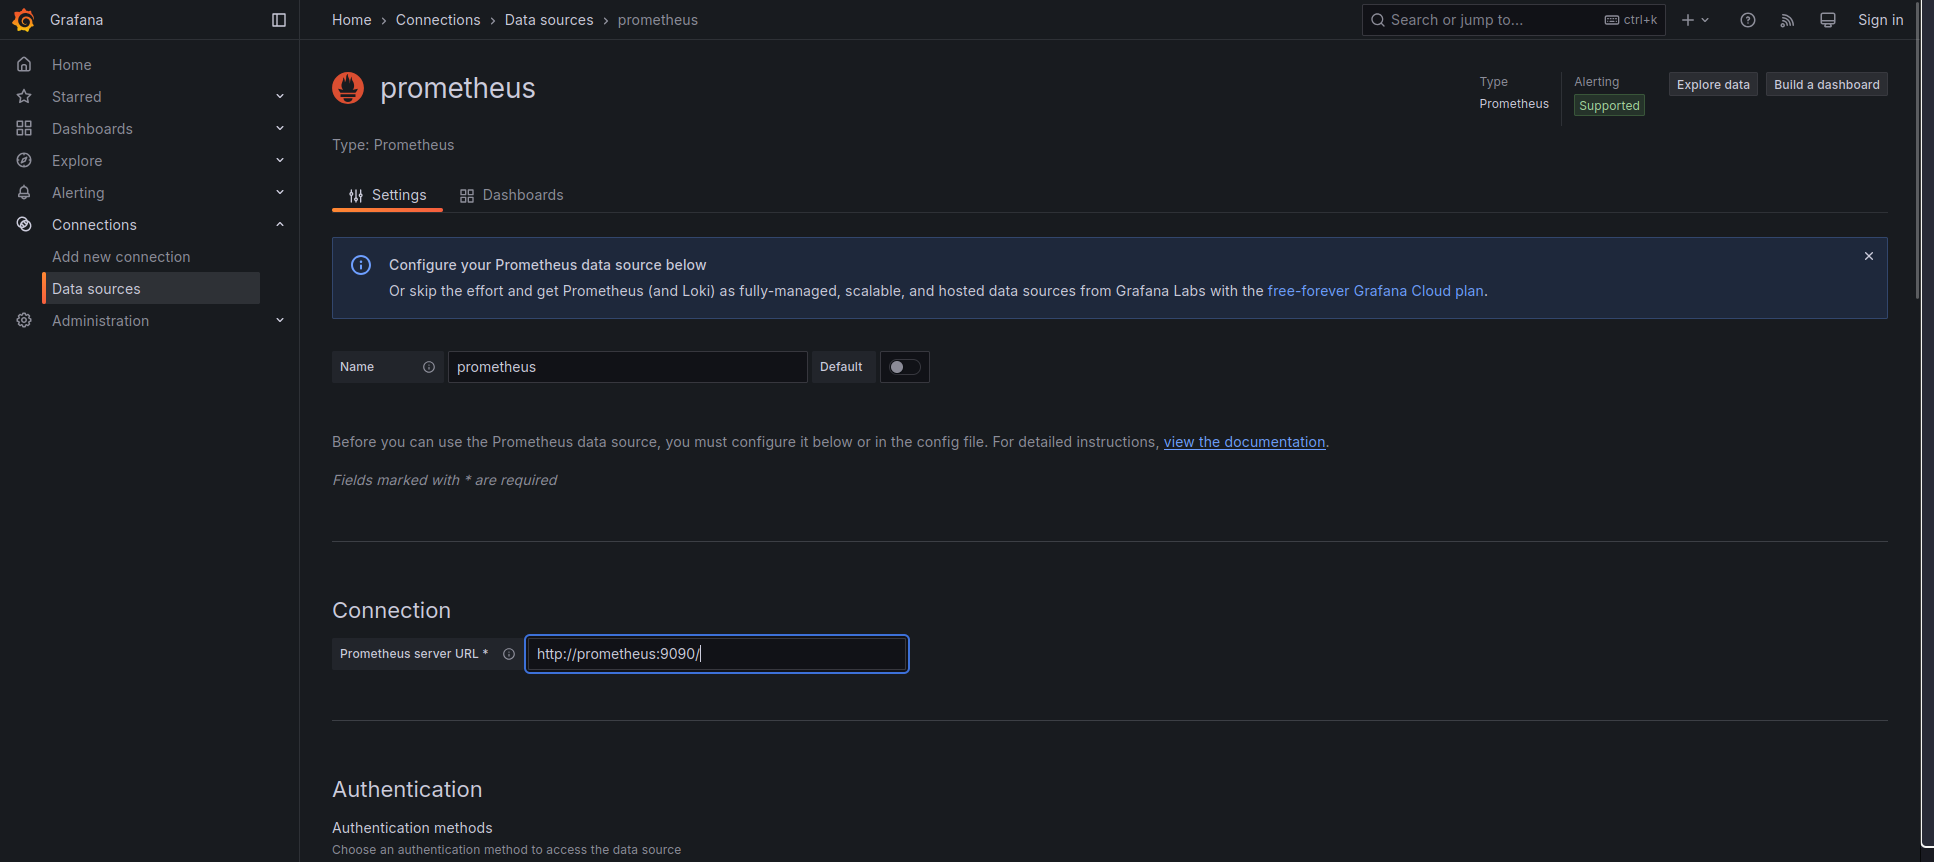 Grafana
Home › Connections › Data sources › prometheus
Search or jump to...
ctrl+k
Sign in
Home
Starred
Dashboards
Explore
Alerting
Connections
Add new connection
Data sources
Administration
prometheus
Type
Prometheus
Alerting
Supported
Explore data
Build a dashboard
Type: Prometheus
Settings
Dashboards
Configure your Prometheus data source below
Or skip the effort and get Prometheus (and Loki) as fully-managed, scalable, and hosted data sources from Grafana Labs with the free-forever Grafana Cloud plan.
Name
prometheus
Default
Before you can use the Prometheus data source, you must configure it below or in the config file. For detailed instructions, view the documentation.
Fields marked with * are required
Connection
Prometheus server URL *
http://prometheus:9090/
Authentication
Authentication methods
Choose an authentication method to access the data source